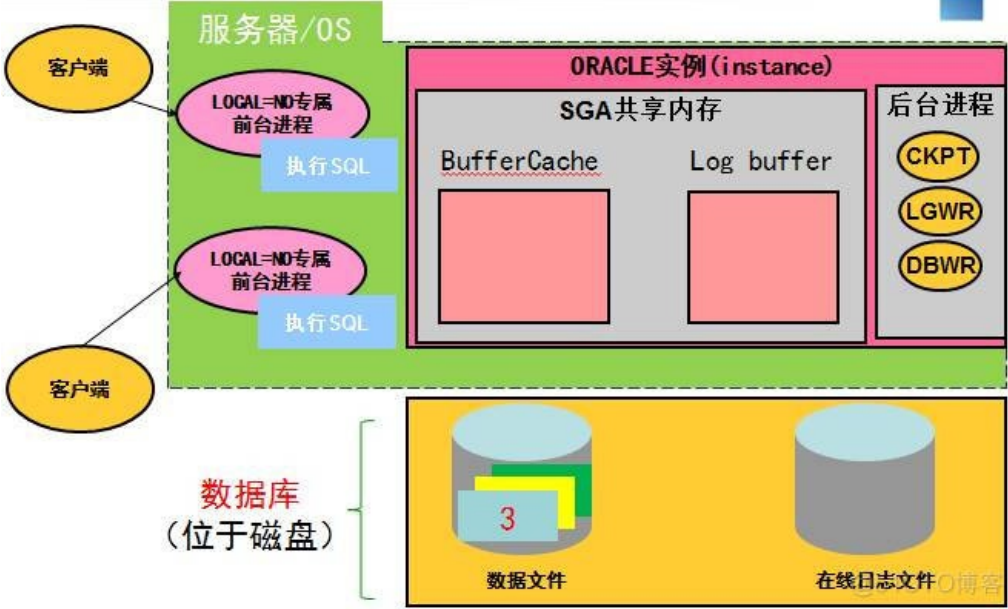 服务器/OS
客户端
LOCAL=NO专属
前台进程
执行SQL
LOCAL=NO专属
前台进程
执行SQL
客户端
ORACLE实例(instance)
SGA共享内存
BufferCache
Log buffer
后台进程
CKPT
LGWR
DBWR
数据库
(位于磁盘)
3
数据文件
在线日志文件